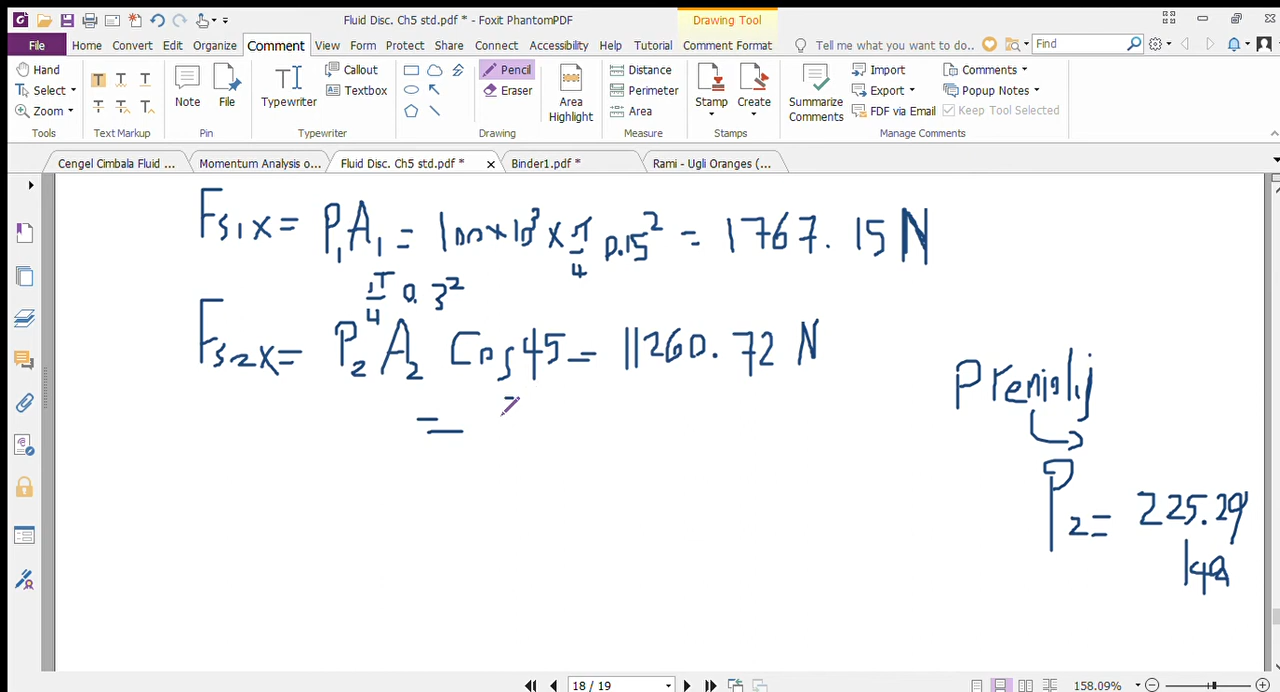 Fluid Disc. Ch5 std.pdf * - Foxit PhantomPDF
Drawing Tool
File Home Convert Edit Organize Comment View Form Protect Share Connect Accessibility Help Tutorial Comment Format Tell me what you want to do.. Find
Hand
Select
Zoom
Tools
T T T
T T T
Text Markup
Note
File
Pin
Typewriter
Callout
Textbox
Typewriter
Pencil
Eraser
Drawing
Area
Highlight
Distance
Perimeter
Area
Measure
Stamp
Create
Stamps
Summarize
Comments
Import
Export
FDF via Email
Comments
Popup Notes
Keep Tool Selected
Manage Comments
Cengel Cimbala Fluid ...
Momentum Analysis o...
Fluid Disc. Ch5 std.pdf *
Binder1.pdf *
Rami - Ugli Oranges (...
Fs1x = P1A1 = 100×10³ × π/4 0.15² = 1767.15 N
π/4 0.3²
Fs2x = P2 A2 Cos45 = 11260.72 N
=
P2 = 225.29
18 / 19
158.09%